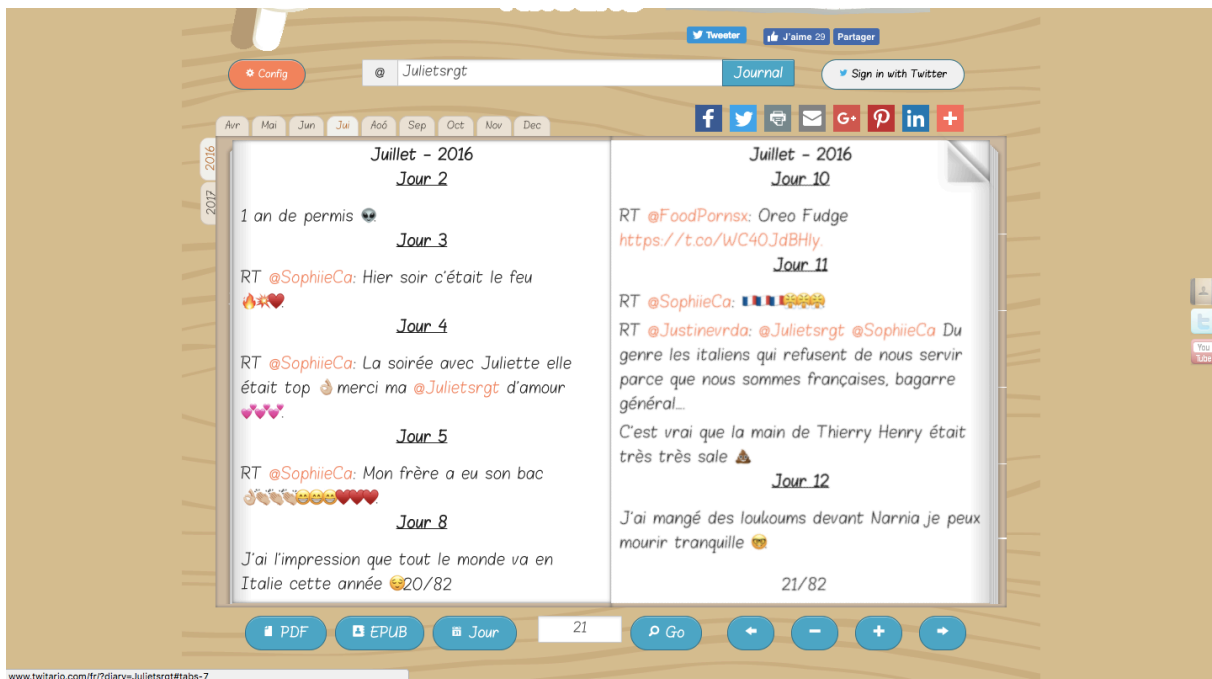 Tweeter
J'aime 29
Partager
Config
@
Julietsrgt
Journal
Sign in with Twitter
Avr
Mai
Jun
Jui
Aoó
Sep
Oct
Nov
Dec
2016
2017
Juillet - 2016
Jour 2
1 an de permis 👽
Jour 3
RT @SophiieCa: Hier soir c'était le feu
🔥💥♥️.
Jour 4
RT @SophiieCa: La soirée avec Juliette elle
était top 👌🏼merci ma @Julietsrgt d'amour
💕💕💕.
Jour 5
RT @SophiieCa: Mon frère a eu son bac
👌🏼👏🏼👏🏼👏🏼😁😁😁♥️♥️♥️.
Jour 8
J'ai l'impression que tout le monde va en
Italie cette année 😌20/82
Juillet - 2016
Jour 10
RT @FoodPornsx: Oreo Fudge
https://t.co/WC40JdBHly.
Jour 11
RT @SophiieCa: 🇫🇷🇫🇷😤😤😤
RT @Justinevrda: @Julietsrgt @SophiieCa Du
genre les italiens qui refusent de nous servir
parce que nous sommes françaises, bagarre
général...
C'est vrai que la main de Thierry Henry était
très très sale 💩
Jour 12
J'ai mangé des loukoums devant Narnia je peux
mourir tranquille 🤓
21/82
PDF
EPUB
Jour
21
Go
You
Tube
www.twitario.com/fr/?diary=Julietsrgt#tabs-7